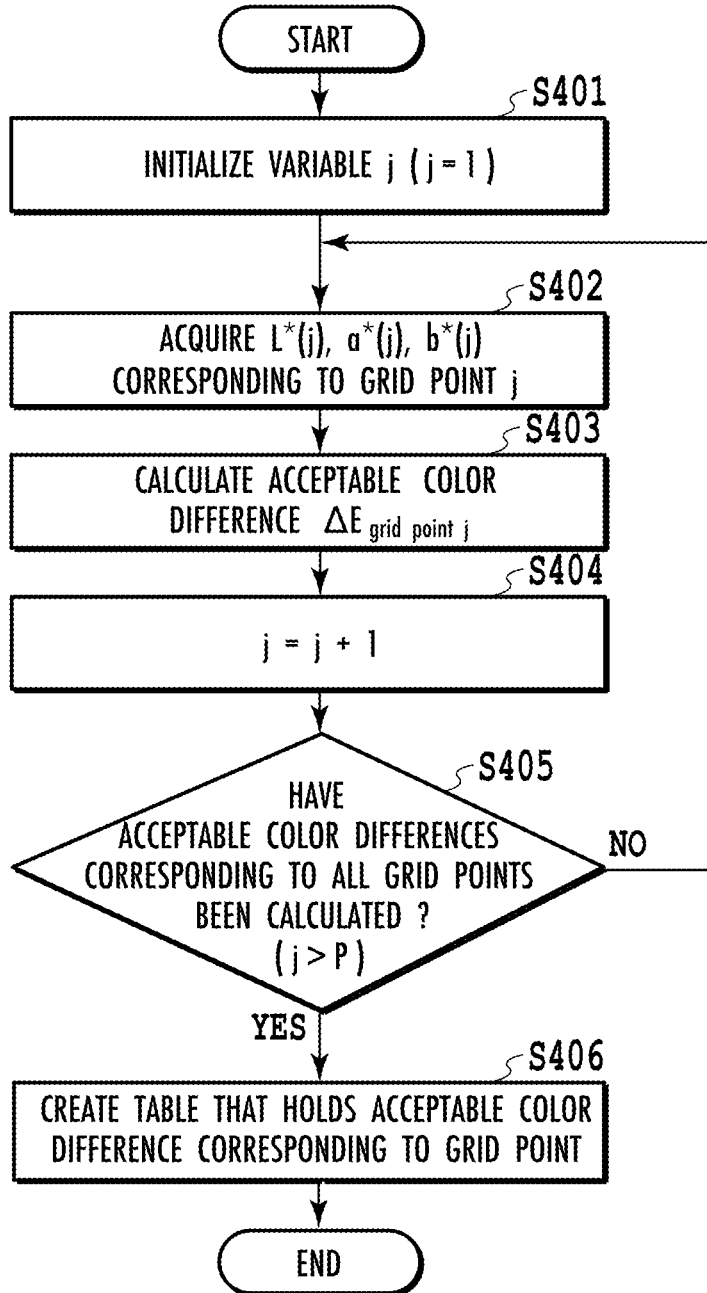 START
S401
INITIALIZE VARIABLE j (j=1)
S402
ACQUIRE L*(j), a*(j), b*(j)
CORRESPONDING TO GRID POINT j
S403
CALCULATE ACCEPTABLE COLOR
DIFFERENCE ΔE grid point j
S404
j = j + 1
S405
HAVE
ACCEPTABLE COLOR DIFFERENCES
CORRESPONDING TO ALL GRID POINTS
BEEN CALCULATED ?
(j > P)
NO
YES
S406
CREATE TABLE THAT HOLDS ACCEPTABLE COLOR
DIFFERENCE CORRESPONDING TO GRID POINT
END